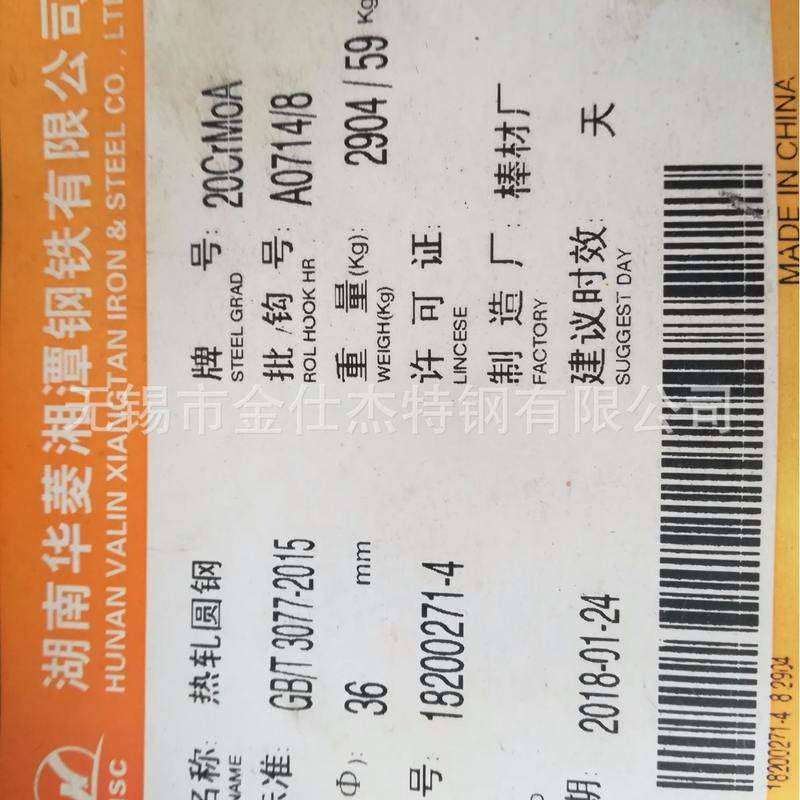 湖南华菱湘潭钢铁有限公司
HUNAN VALIN XIANGTAN IRON & STEEL CO., LTD
SC
名称: 热轧圆钢
NAME
牌 号: 20CrMoA
STEEL GRAD
标准: GB/T 3077-2015
批/钩 号: A0714/8
ROL HOOK HR
(Φ): 36 mm
重 量(Kg): 2904 / 59 Kg
WEIGH(Kg)
号: 18200271-4
许 可 证:
LINCESE
制 造 厂: 棒材厂
FACTORY
期: 2018-01-24
建议时效: 天
SUGGEST DAY
18200271-4 8 2904
MADE IN CHINA
无锡市金仕杰特钢有限公司